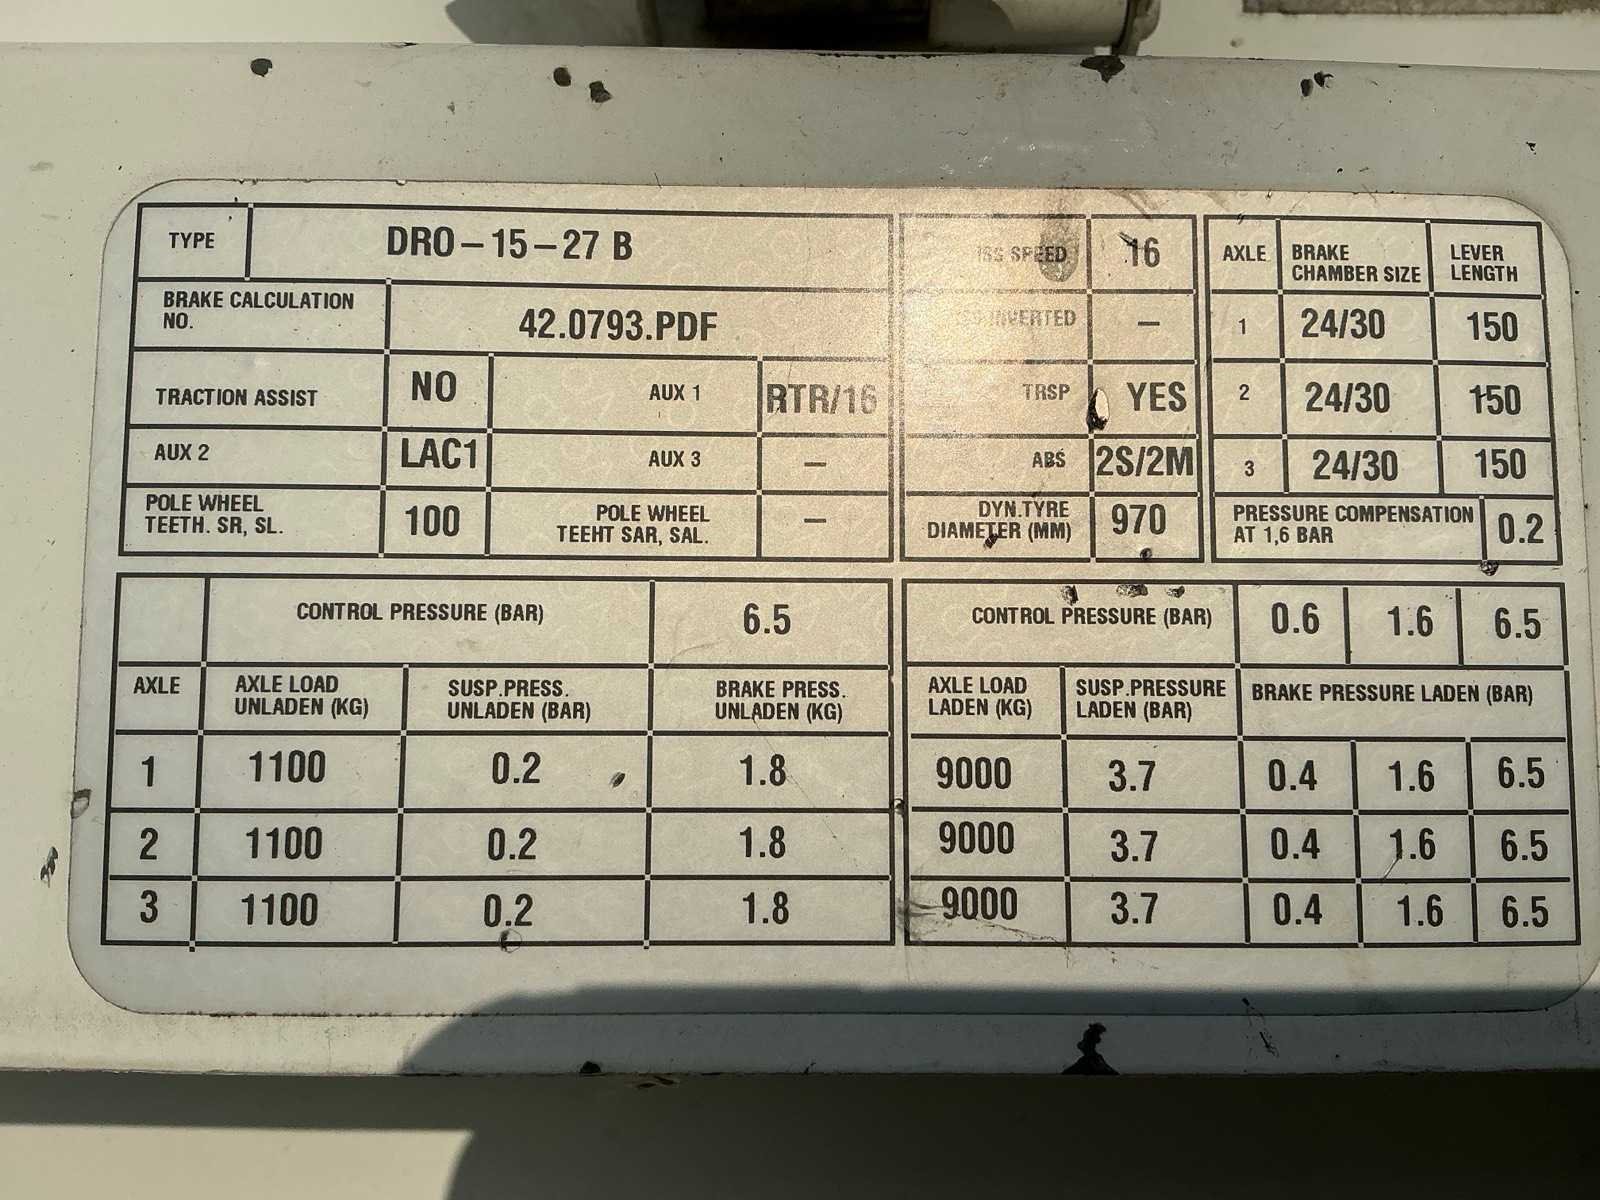 TYPE DRO – 15 – 27 B
BRAKE CALCULATION
NO. 42.0793.PDF
TRACTION ASSIST NO AUX 1 RTR/16
AUX 2 LAC1 AUX 3 –
POLE WHEEL
TEETH. SR, SL. 100 POLE WHEEL
TEEHT SAR, SAL. –
SPEED 16
INVERTED –
TRSP YES
ABS 2S/2M
DYN.TYRE
DIAMETER (MM) 970
AXLE BRAKE
CHAMBER SIZE LEVER
LENGTH
1 24/30 150
2 24/30 150
3 24/30 150
PRESSURE COMPENSATION
AT 1,6 BAR 0.2
CONTROL PRESSURE (BAR) 6.5
AXLE AXLE LOAD
UNLADEN (KG) SUSP.PRESS.
UNLADEN (BAR) BRAKE PRESS.
UNLADEN (KG)
1 1100 0.2 1.8
2 1100 0.2 1.8
3 1100 0.2 1.8
CONTROL PRESSURE (BAR) 0.6 1.6 6.5
AXLE LOAD
LADEN (KG) SUSP.PRESSURE
LADEN (BAR) BRAKE PRESSURE LADEN (BAR)
9000 3.7 0.4 1.6 6.5
9000 3.7 0.4 1.6 6.5
9000 3.7 0.4 1.6 6.5